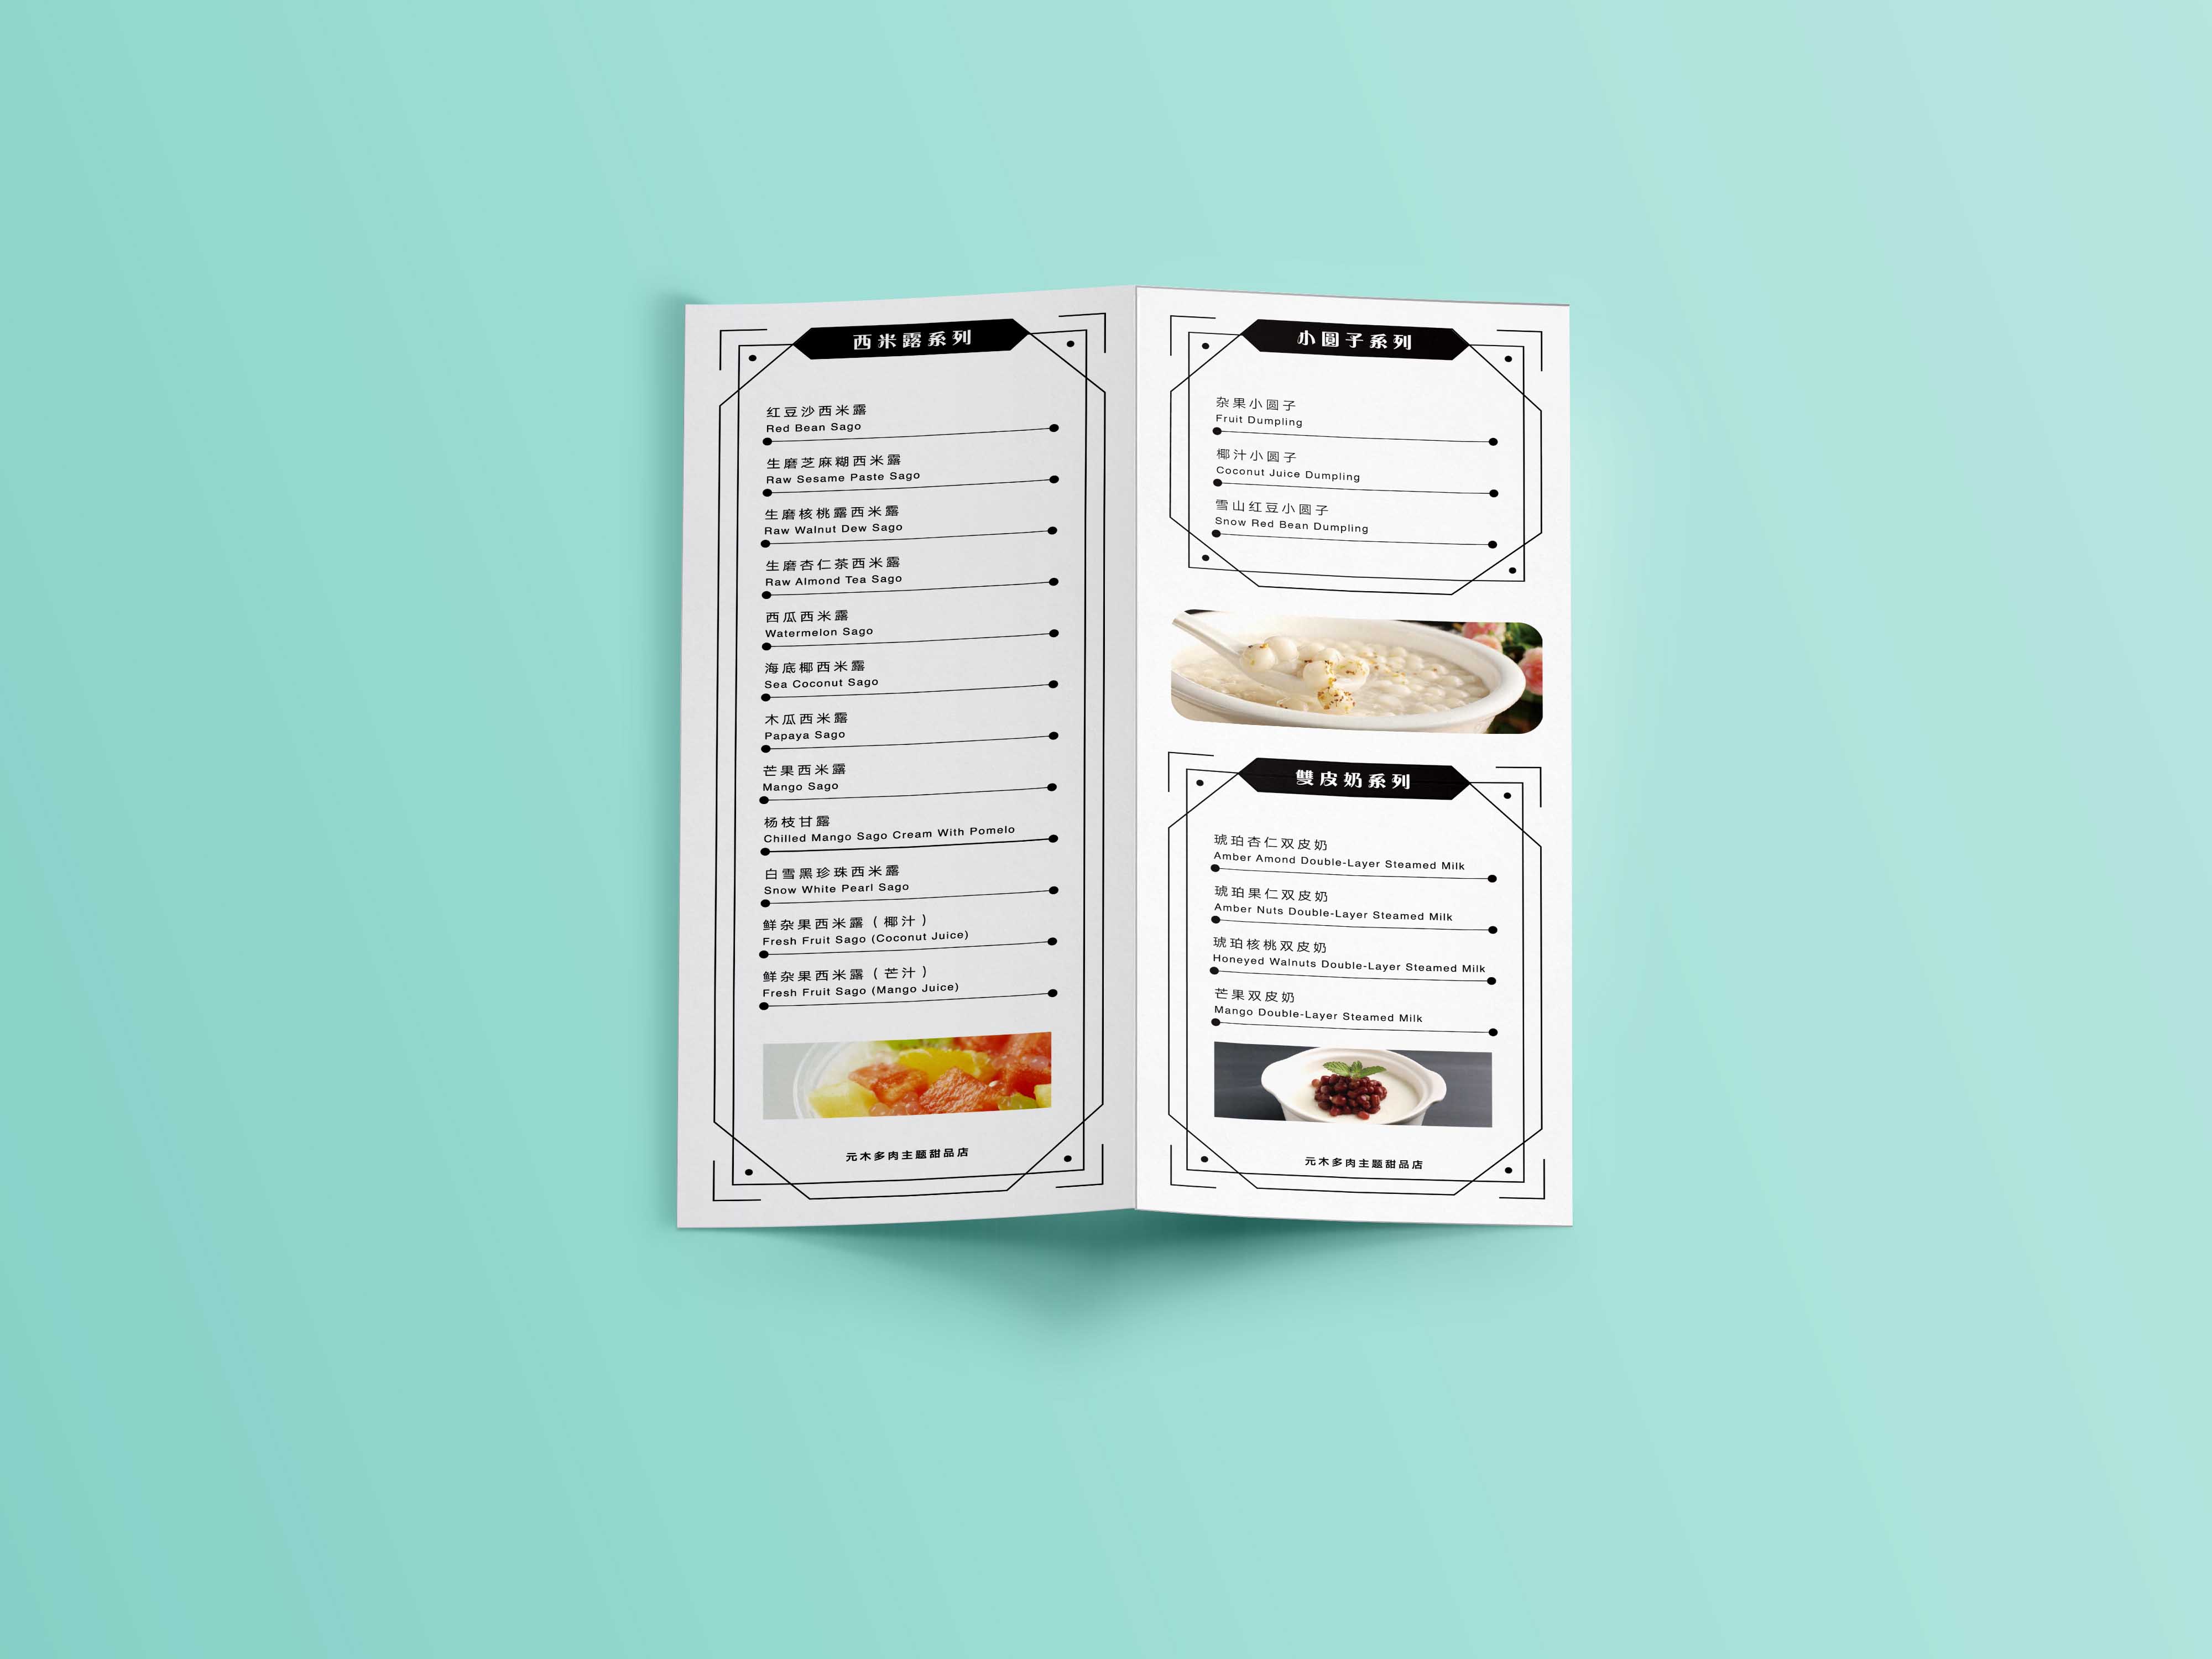 西米露系列
红豆沙西米露
Red Bean Sago
生磨芝麻糊西米露
Raw Sesame Paste Sago
生磨核桃露西米露
Raw Walnut Dew Sago
生磨杏仁茶西米露
Raw Almond Tea Sago
西瓜西米露
Watermelon Sago
海底椰西米露
Sea Coconut Sago
木瓜西米露
Papaya Sago
芒果西米露
Mango Sago
杨枝甘露
Chilled Mango Sago Cream With Pomelo
白雪黑珍珠西米露
Snow White Pearl Sago
鲜杂果西米露（椰汁）
Fresh Fruit Sago (Coconut Juice)
鲜杂果西米露（芒汁）
Fresh Fruit Sago (Mango Juice)
元木多肉主题甜品店
小圓子系列
杂果小圆子
Fruit Dumpling
椰汁小圆子
Coconut Juice Dumpling
雪山红豆小圆子
Snow Red Bean Dumpling
雙皮奶系列
琥珀杏仁双皮奶
Amber Amond Double-Layer Steamed Milk
琥珀果仁双皮奶
Amber Nuts Double-Layer Steamed Milk
琥珀核桃双皮奶
Honeyed Walnuts Double-Layer Steamed Milk
芒果双皮奶
Mango Double-Layer Steamed Milk
元木多肉主题甜品店